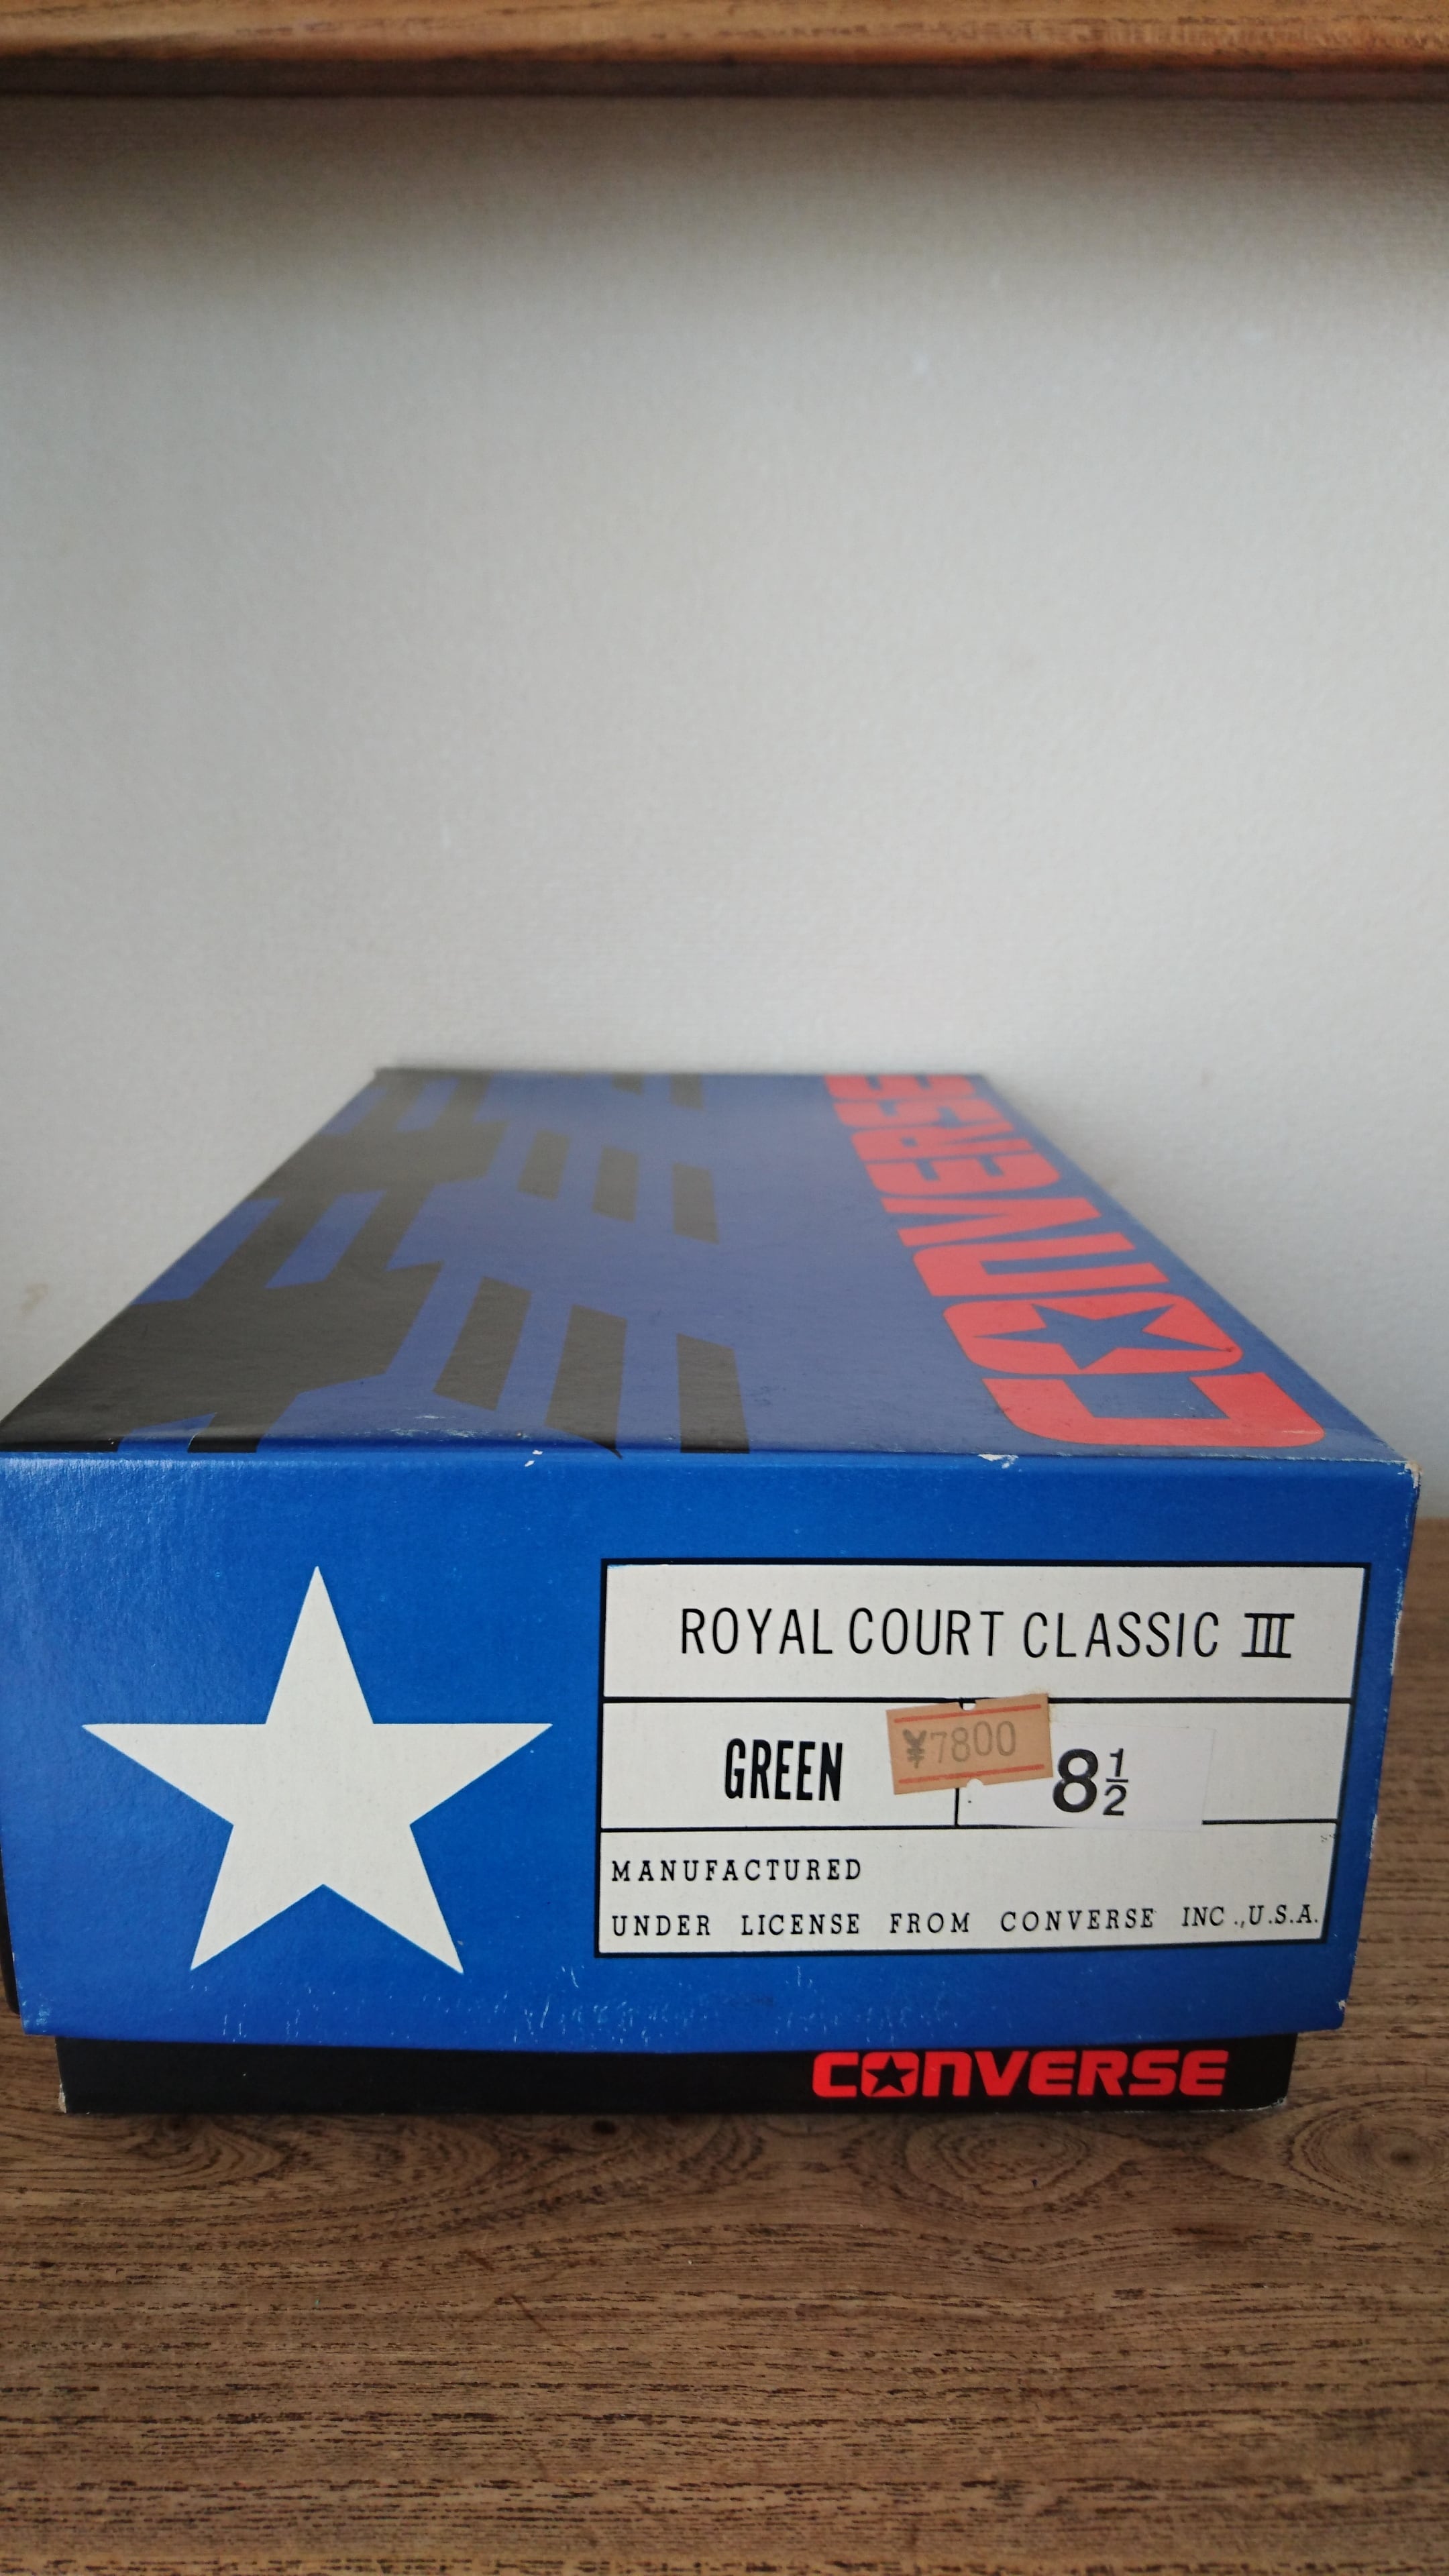 CONVERSE
ROYAL COURT CLASSIC III
GREEN
¥7800
8½
MANUFACTURED
UNDER LICENSE FROM CONVERSE INC.,U.S.A.
CONVERSE